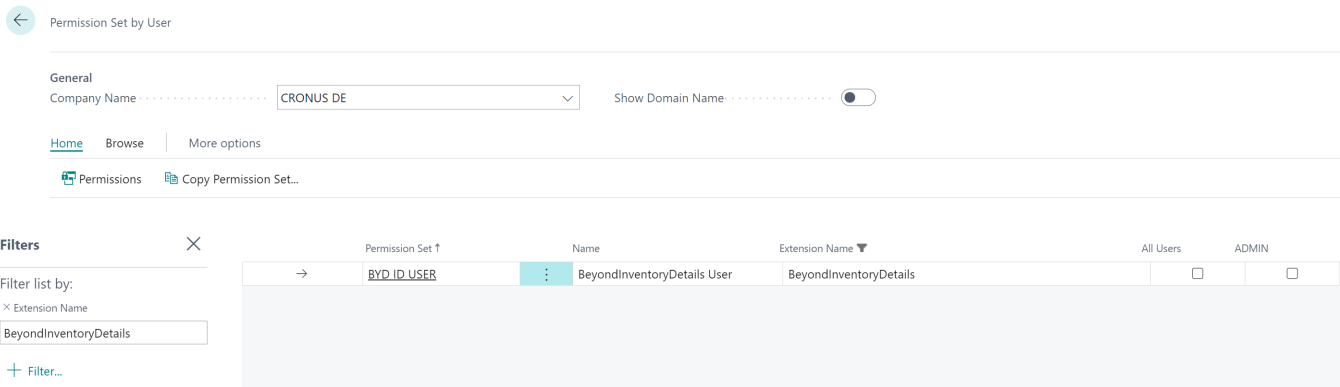 Permission Set by User
General
Company Name CRONUS DE Show Domain Name
Home Browse More options
Permissions Copy Permission Set...
Filters
Permission Set ↑ Name Extension Name All Users ADMIN
BYD ID USER BeyondInventoryDetails User BeyondInventoryDetails
Filter list by:
× Extension Name
BeyondInventoryDetails
+ Filter...